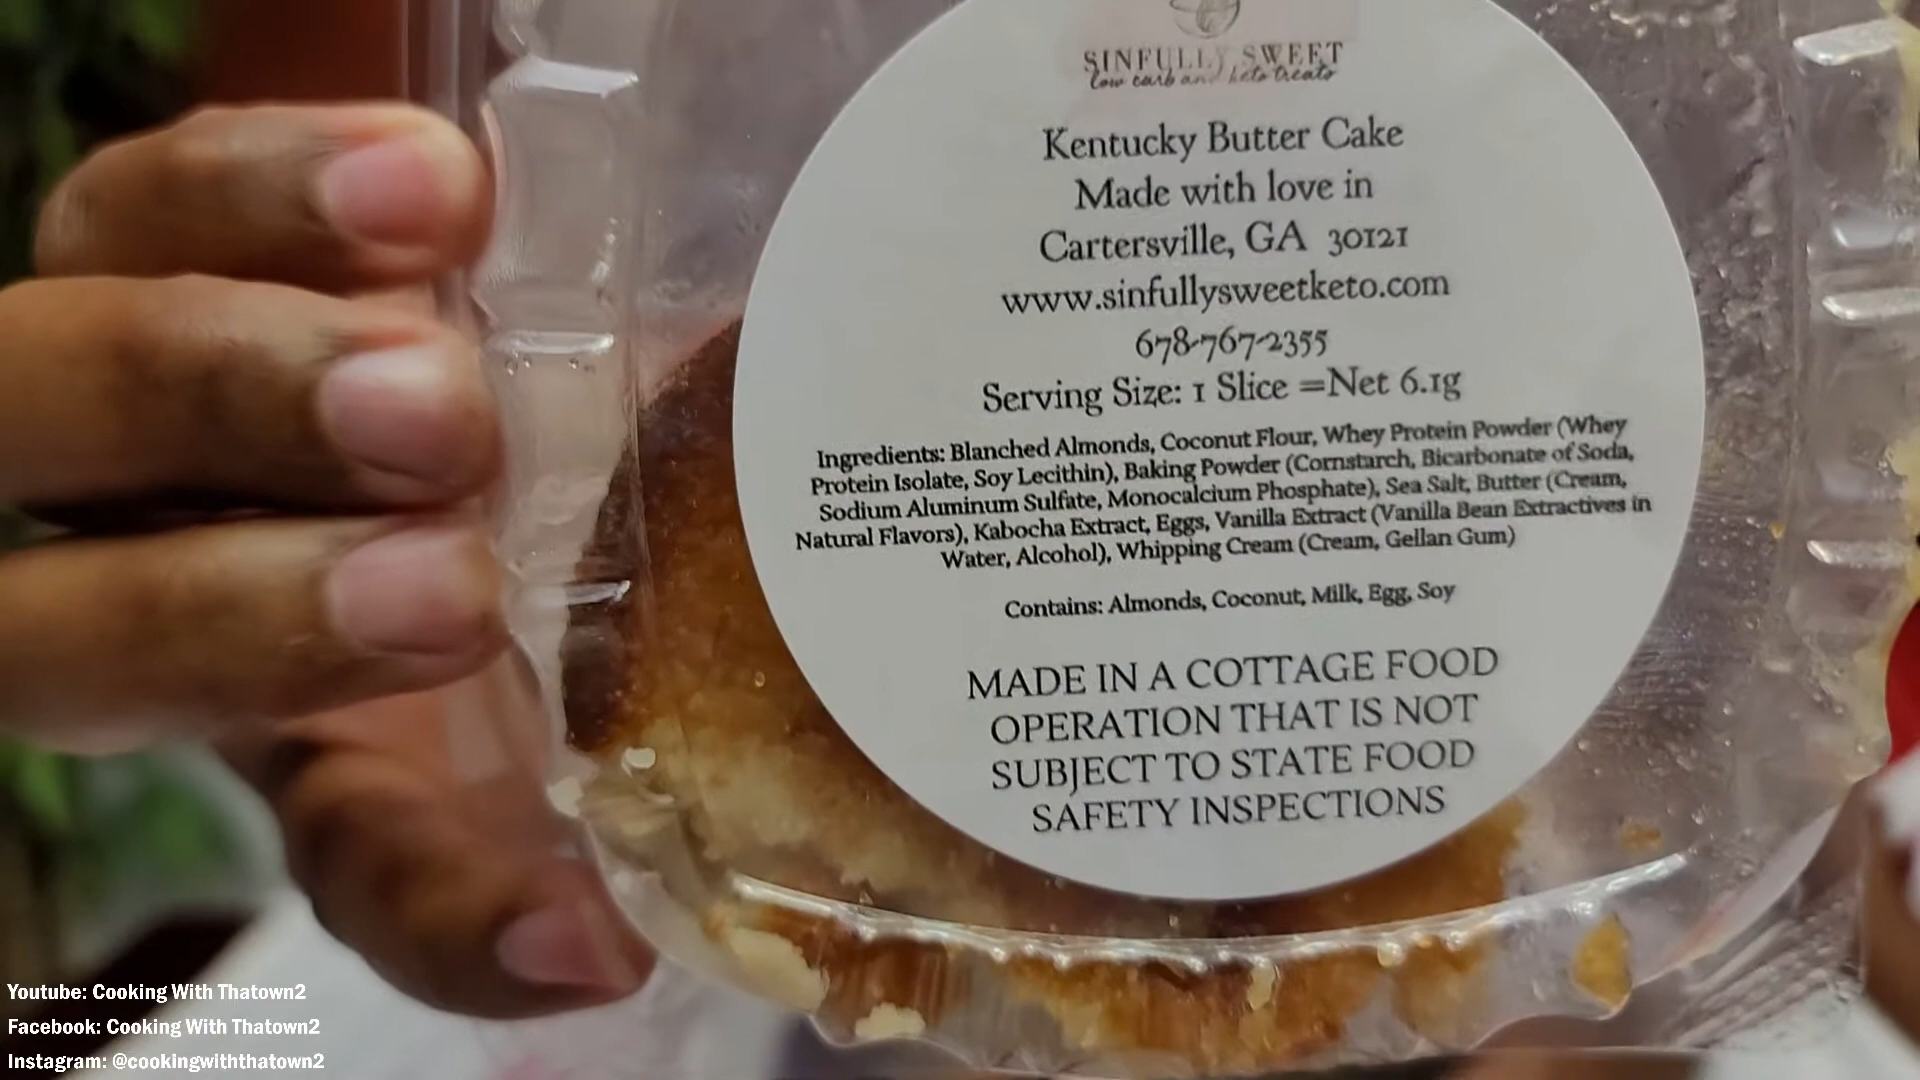 SINFULLY SWEET
low carb and keto treats
Kentucky Butter Cake
Made with love in
Cartersville, GA 30121
www.sinfullysweetketo.com
678-767-2355
Serving Size: 1 Slice =Net 6.1g
Ingredients: Blanched Almonds, Coconut Flour, Whey Protein Powder (Whey
Protein Isolate, Soy Lecithin), Baking Powder (Cornstarch, Bicarbonate of Soda,
Sodium Aluminum Sulfate, Monocalcium Phosphate), Sea Salt, Butter (Cream,
Natural Flavors), Kabocha Extract, Eggs, Vanilla Extract (Vanilla Bean Extractives in
Water, Alcohol), Whipping Cream (Cream, Gellan Gum)
Contains: Almonds, Coconut, Milk, Egg, Soy
MADE IN A COTTAGE FOOD
OPERATION THAT IS NOT
SUBJECT TO STATE FOOD
SAFETY INSPECTIONS
Youtube: Cooking With Thatown2
Facebook: Cooking With Thatown2
Instagram: @cookingwiththatown2